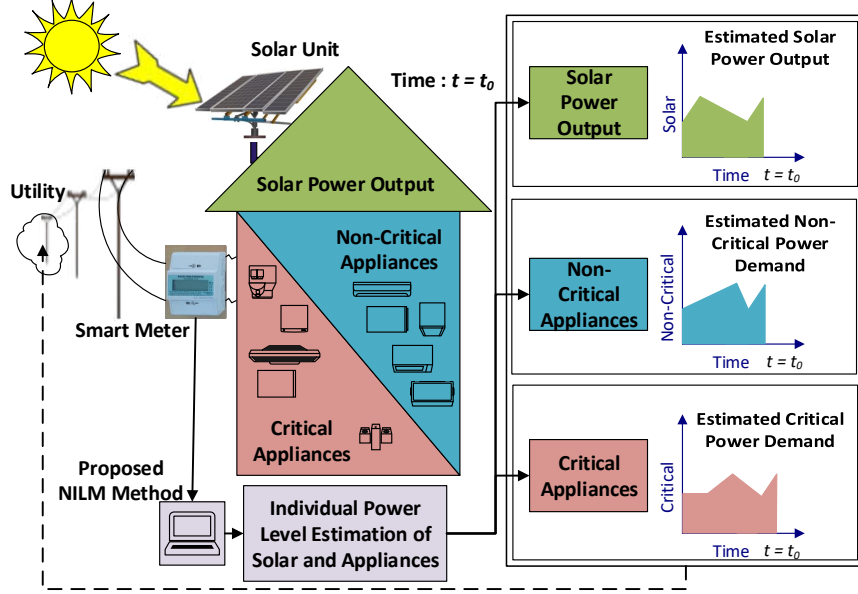 Solar Unit
Time : t = t0
Solar Power Output
Utility
Smart Meter
Non-Critical
Appliances
Critical
Appliances
Proposed
NILM Method
Individual Power
Level Estimation of
Solar and Appliances
Solar
Power
Output
Estimated Solar
Power Output
Solar
Time
t = t0
Non-
Critical
Appliances
Estimated Non-
Critical Power
Demand
Non-Critical
Time
t = t0
Critical
Appliances
Estimated Critical
Power Demand
Critical
Time
t = t0